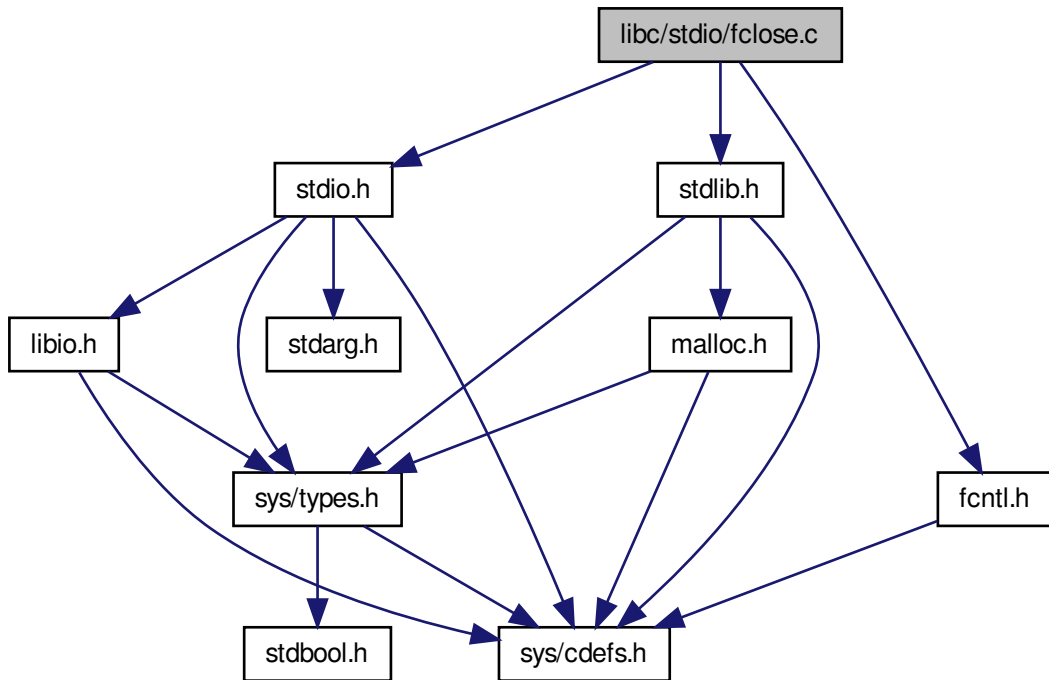 libc/stdio/fclose.c
stdio.h
stdlib.h
libio.h
stdarg.h
malloc.h
sys/types.h
fcntl.h
stdbool.h
sys/cdefs.h